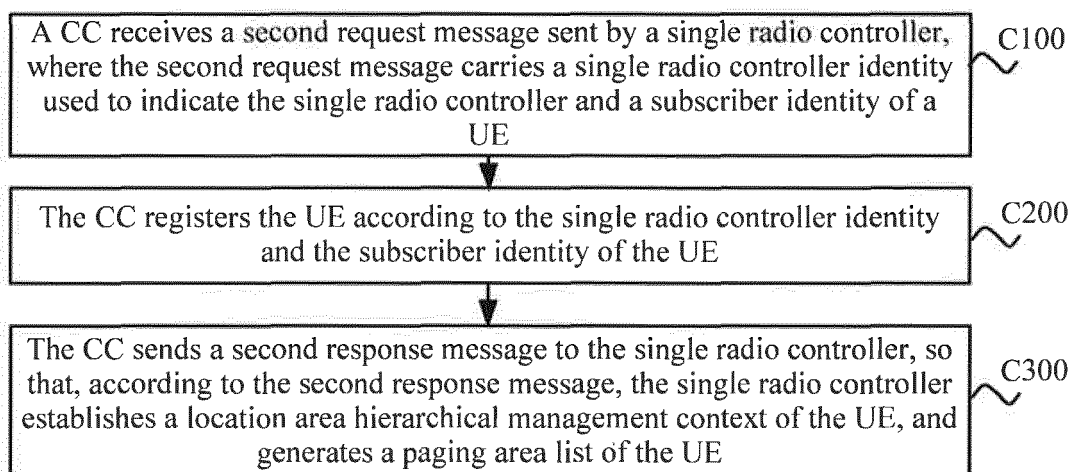 A CC receives a second request message sent by a single radio controller,
where the second request message carries a single radio controller identity
used to indicate the single radio controller and a subscriber identity of a
UE
C100
The CC registers the UE according to the single radio controller identity
and the subscriber identity of the UE
C200
The CC sends a second response message to the single radio controller, so
that, according to the second response message, the single radio controller
establishes a location area hierarchical management context of the UE, and
generates a paging area list of the UE
C300